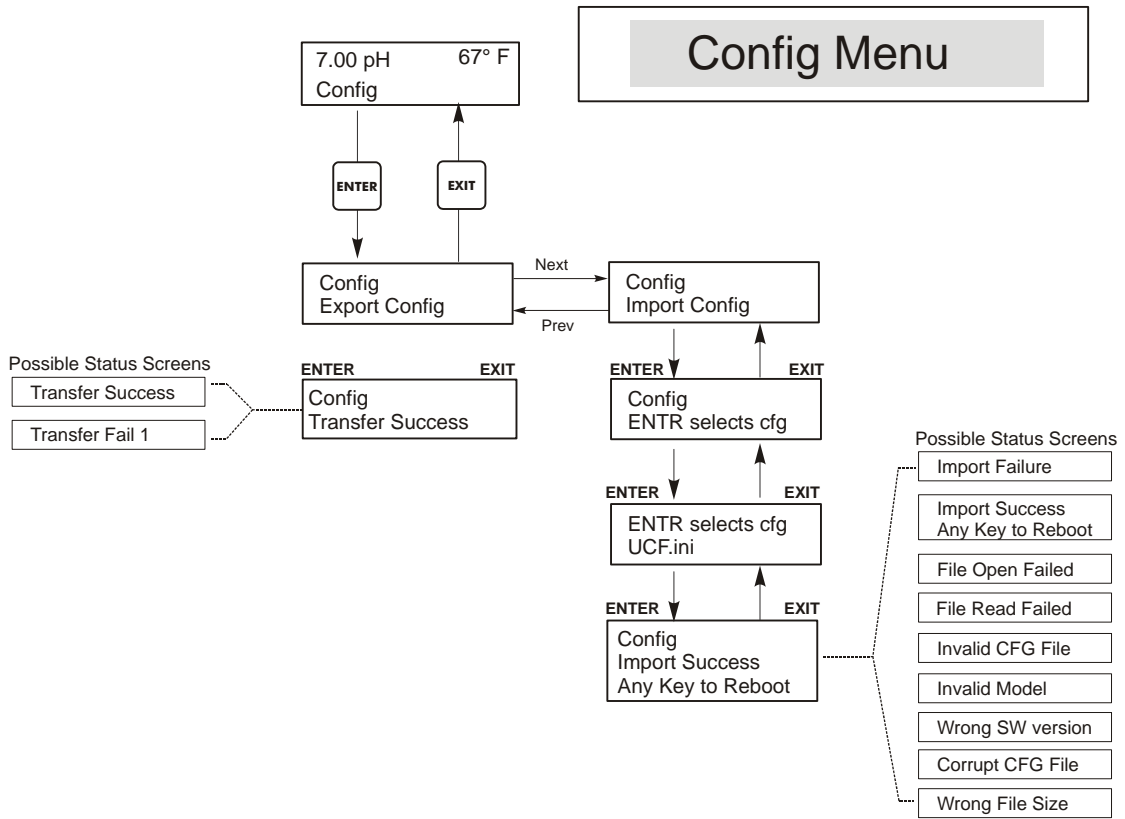 Config Menu
7.00 pH 67° F
Config
ENTER EXIT
Config
Export Config
Next
Prev
Config
Import Config
Possible Status Screens
Transfer Success
Transfer Fail 1
ENTER EXIT
Config
Transfer Success
ENTER EXIT
Config
ENTR selects cfg
ENTER EXIT
ENTR selects cfg
UCF.ini
ENTER EXIT
Config
Import Success
Any Key to Reboot
Possible Status Screens
Import Failure
Import Success
Any Key to Reboot
File Open Failed
File Read Failed
Invalid CFG File
Invalid Model
Wrong SW version
Corrupt CFG File
Wrong File Size